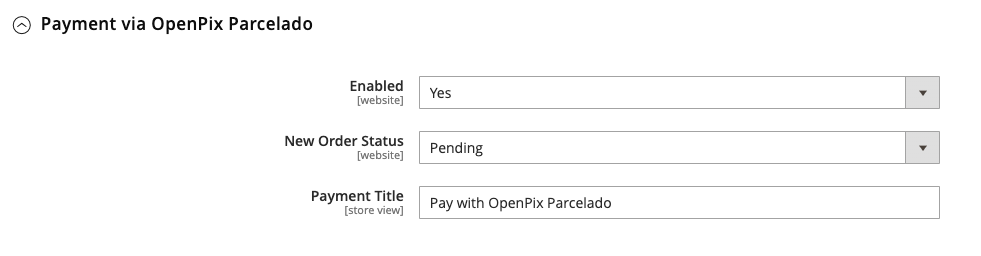 Payment via OpenPix Parcelado
Enabled
[website]
Yes
New Order Status
[website]
Pending
Payment Title
[store view]
Pay with OpenPix Parcelado